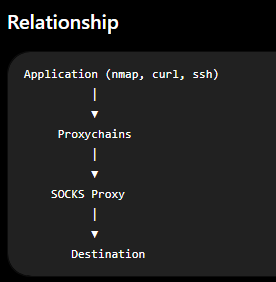 Relationship
Application (nmap, curl, ssh)
|
▼
Proxychains
|
▼
SOCKS Proxy
|
▼
Destination